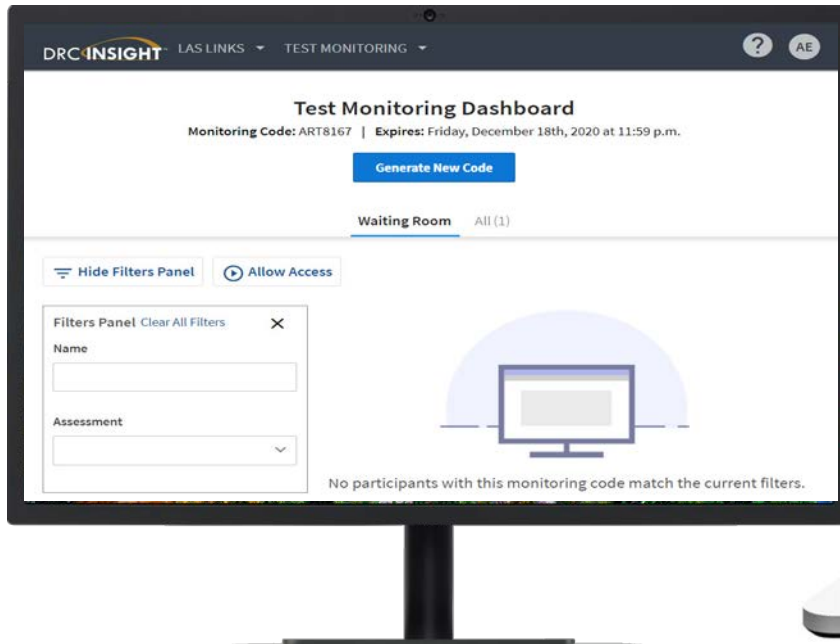 DRC INSIGHT LAS LINKS TEST MONITORING ? AE
Test Monitoring Dashboard
Monitoring Code: ART8167 | Expires: Friday, December 18th, 2020 at 11:59 p.m.
Generate New Code
Waiting Room All (1)
Hide Filters Panel Allow Access
Filters Panel Clear All Filters
Name
Assessment
No participants with this monitoring code match the current filters.